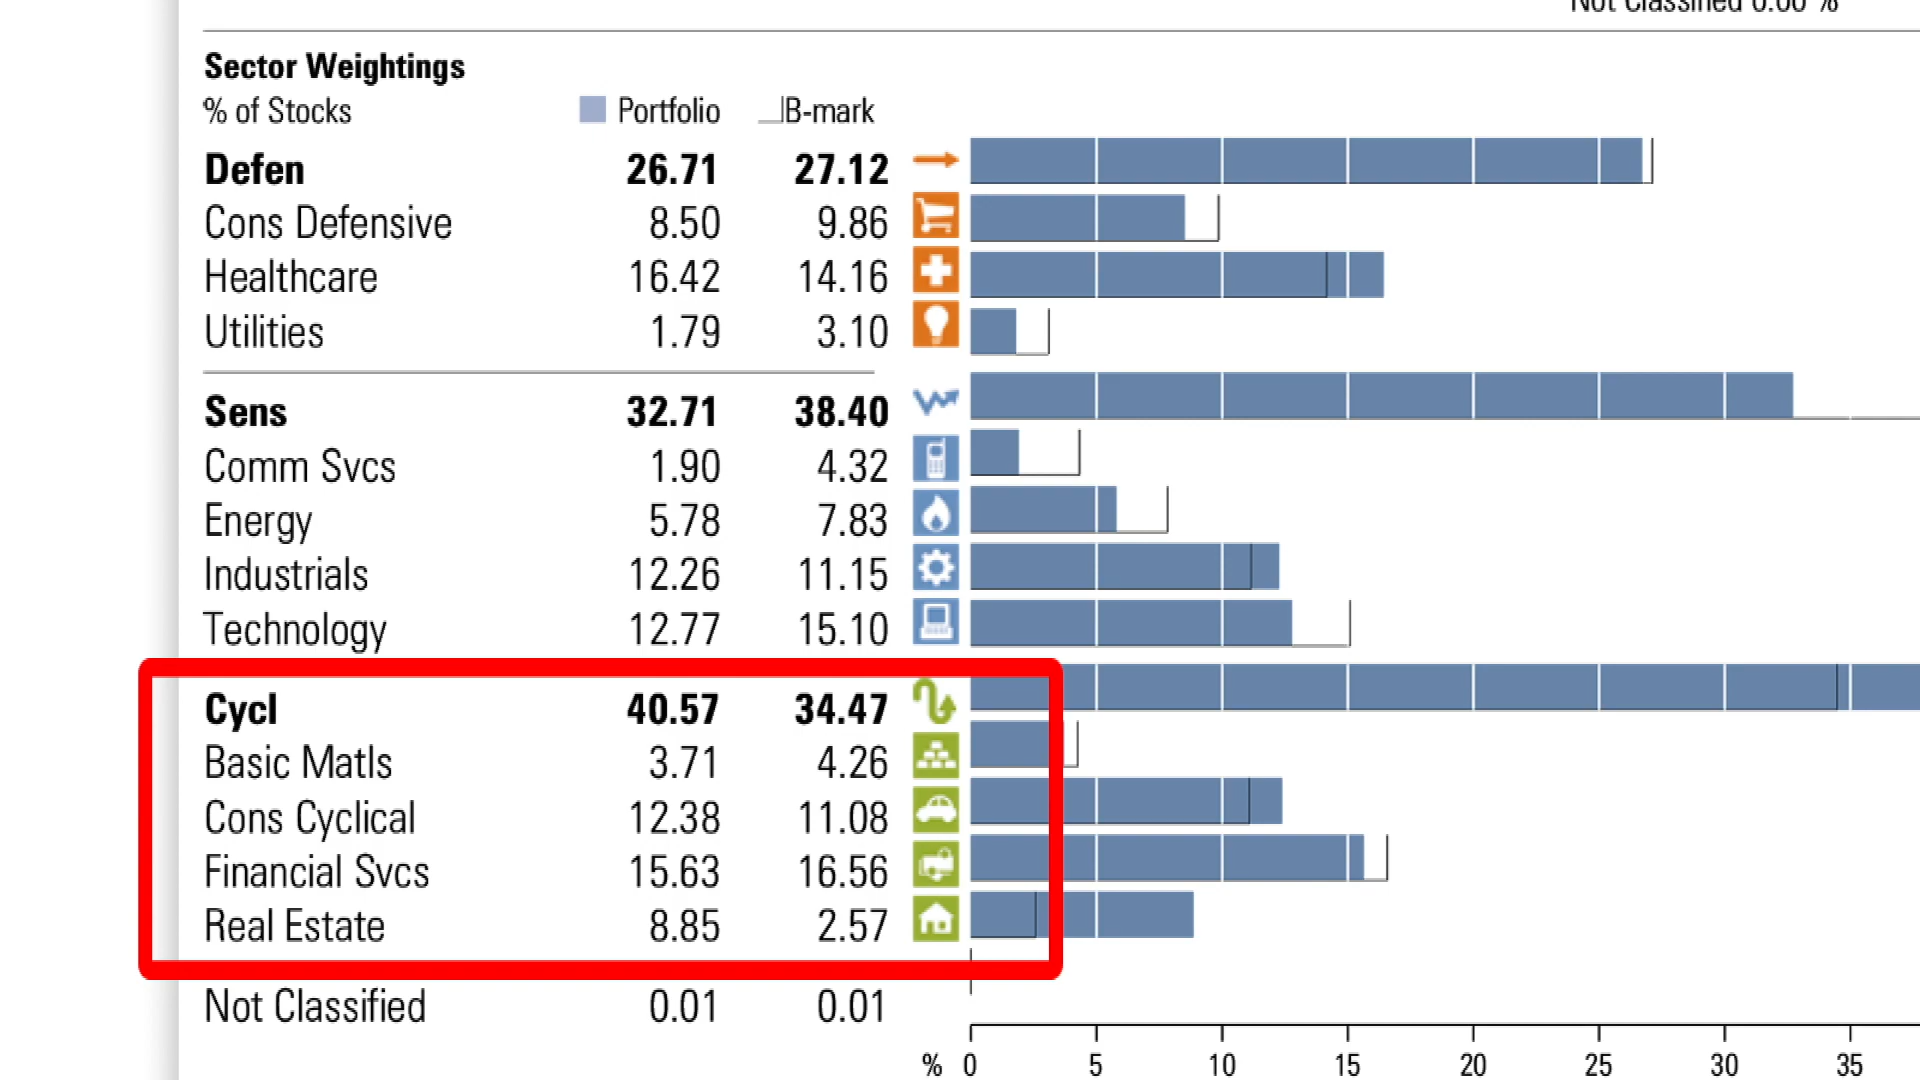 Not Classified 0.00 %
Sector Weightings
% of Stocks Portfolio B-mark
Defen 26.71 27.12
Cons Defensive 8.50 9.86
Healthcare 16.42 14.16
Utilities 1.79 3.10
Sens 32.71 38.40
Comm Svcs 1.90 4.32
Energy 5.78 7.83
Industrials 12.26 11.15
Technology 12.77 15.10
Cycl 40.57 34.47
Basic Matls 3.71 4.26
Cons Cyclical 12.38 11.08
Financial Svcs 15.63 16.56
Real Estate 8.85 2.57
Not Classified 0.01 0.01
% 0 5 10 15 20 25 30 35